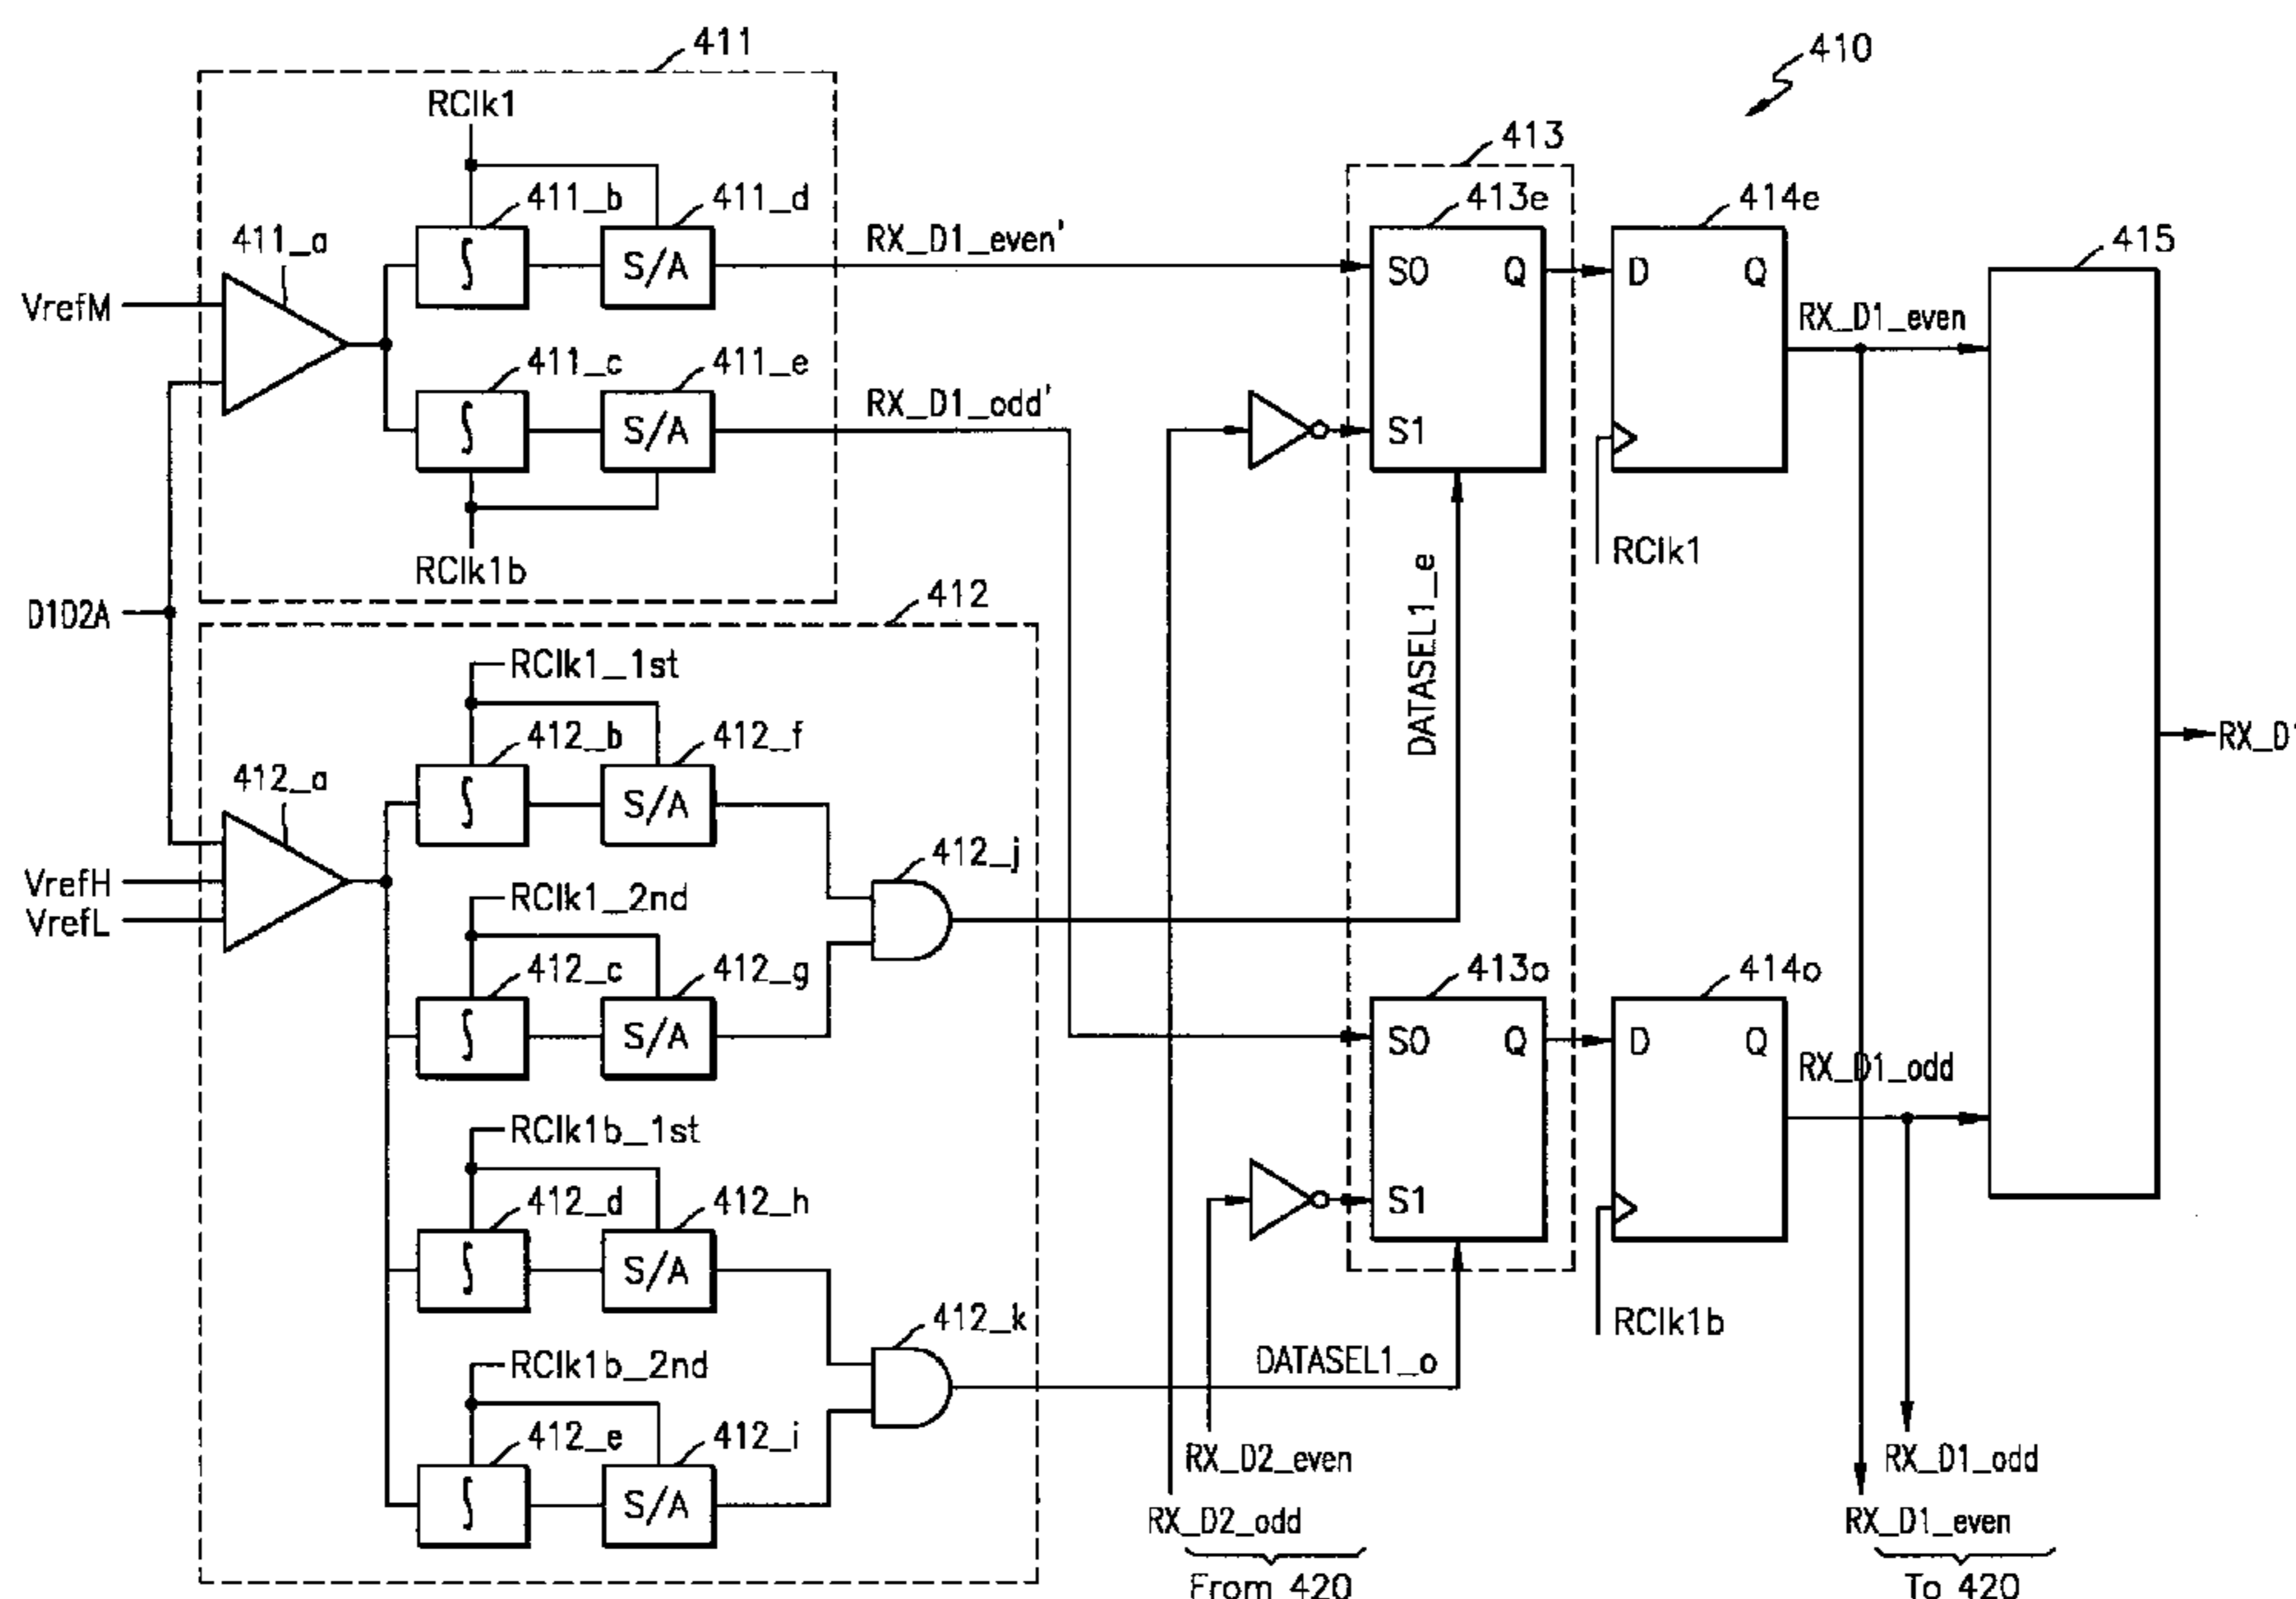 411
410
RClk1
413
411_b
411_d
413e
414e
411_a
415
RX_D1_even'
∫
S/A
S0
Q
D
Q
VrefM
RX_D1_even
411_c
411_e
RX_D1_odd'
∫
S/A
S1
RClk1
RClk1b
DATASEL1_e
D1D2A
412
RClk1_1st
412_b
412_f
RX_D1
412_a
∫
S/A
412_j
VrefH
RClk1_2nd
VrefL
412_c
412_g
413o
414o
∫
S/A
S0
Q
D
Q
RX_D1_odd
RClk1b_1st
412_d
412_h
S1
∫
S/A
412_k
RClk1b
RClk1b_2nd
DATASEL1_o
412_e
412_i
RX_D2_even
RX_D1_odd
∫
S/A
RX_D2_odd
RX_D1_even
From 420
To 420